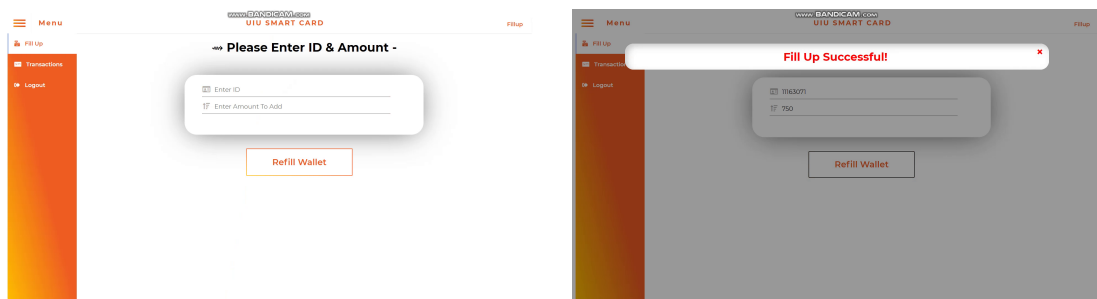 www.BANDICAM.com
Menu
UIU SMART CARD
Fillup
Fill Up
Please Enter ID & Amount -
Transactions
Logout
Enter ID
Enter Amount To Add
Refill Wallet
www.BANDICAM.com
Menu
UIU SMART CARD
Fillup
Fill Up
Fill Up Successful!
Transaction
Logout
11163071
750
Refill Wallet